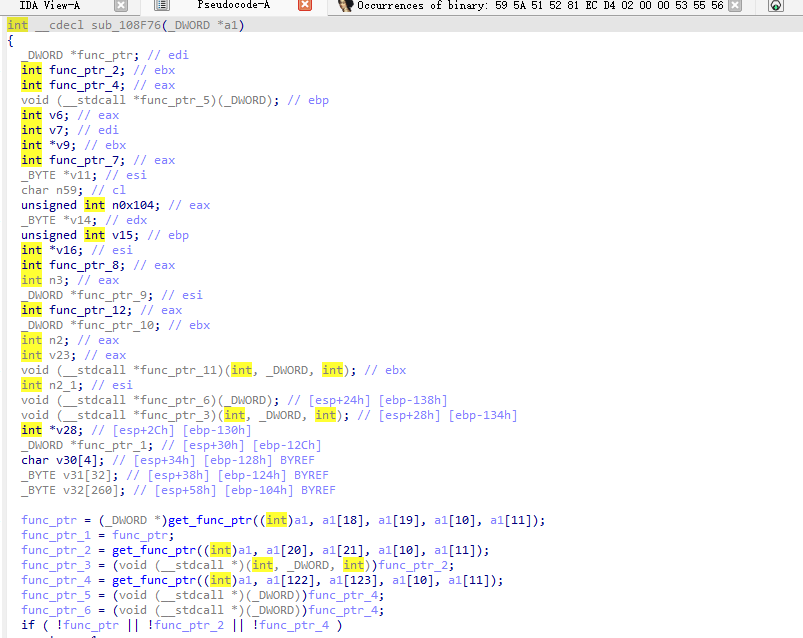 IDA View-A Pseudocode-A Occurrences of binary: 59 5A 51 52 81 EC D4 02 00 00 53 55 56
int __cdecl sub_108F76(_DWORD *a1)
{
  _DWORD *func_ptr; // edi
  int func_ptr_2; // ebx
  int func_ptr_4; // eax
  void (__stdcall *func_ptr_5)(_DWORD); // ebp
  int v6; // eax
  int v7; // edi
  int *v9; // ebx
  int func_ptr_7; // eax
  _BYTE *v11; // esi
  char n59; // cl
  unsigned int n0x104; // eax
  _BYTE *v14; // edx
  unsigned int v15; // ebp
  int *v16; // esi
  int func_ptr_8; // eax
  int n3; // eax
  _DWORD *func_ptr_9; // esi
  int func_ptr_12; // eax
  _DWORD *func_ptr_10; // ebx
  int n2; // eax
  int v23; // eax
  void (__stdcall *func_ptr_11)(int, _DWORD, int); // ebx
  int n2_1; // esi
  void (__stdcall *func_ptr_6)(_DWORD); // [esp+24h] [ebp-138h]
  void (__stdcall *func_ptr_3)(int, _DWORD, int); // [esp+28h] [ebp-134h]
  int *v28; // [esp+2Ch] [ebp-130h]
  _DWORD *func_ptr_1; // [esp+30h] [ebp-12Ch]
  char v30[4]; // [esp+34h] [ebp-128h] BYREF
  _BYTE v31[32]; // [esp+38h] [ebp-124h] BYREF
  _BYTE v32[260]; // [esp+58h] [ebp-104h] BYREF

  func_ptr = (_DWORD *)get_func_ptr((int)a1, a1[18], a1[19], a1[10], a1[11]);
  func_ptr_1 = func_ptr;
  func_ptr_2 = get_func_ptr((int)a1, a1[20], a1[21], a1[10], a1[11]);
  func_ptr_3 = (void (__stdcall *)(int, _DWORD, int))func_ptr_2;
  func_ptr_4 = get_func_ptr((int)a1, a1[122], a1[123], a1[10], a1[11]);
  func_ptr_5 = (void (__stdcall *)(_DWORD))func_ptr_4;
  func_ptr_6 = (void (__stdcall *)(_DWORD))func_ptr_4;
  if ( !func_ptr || !func_ptr_2 || !func_ptr_4 )